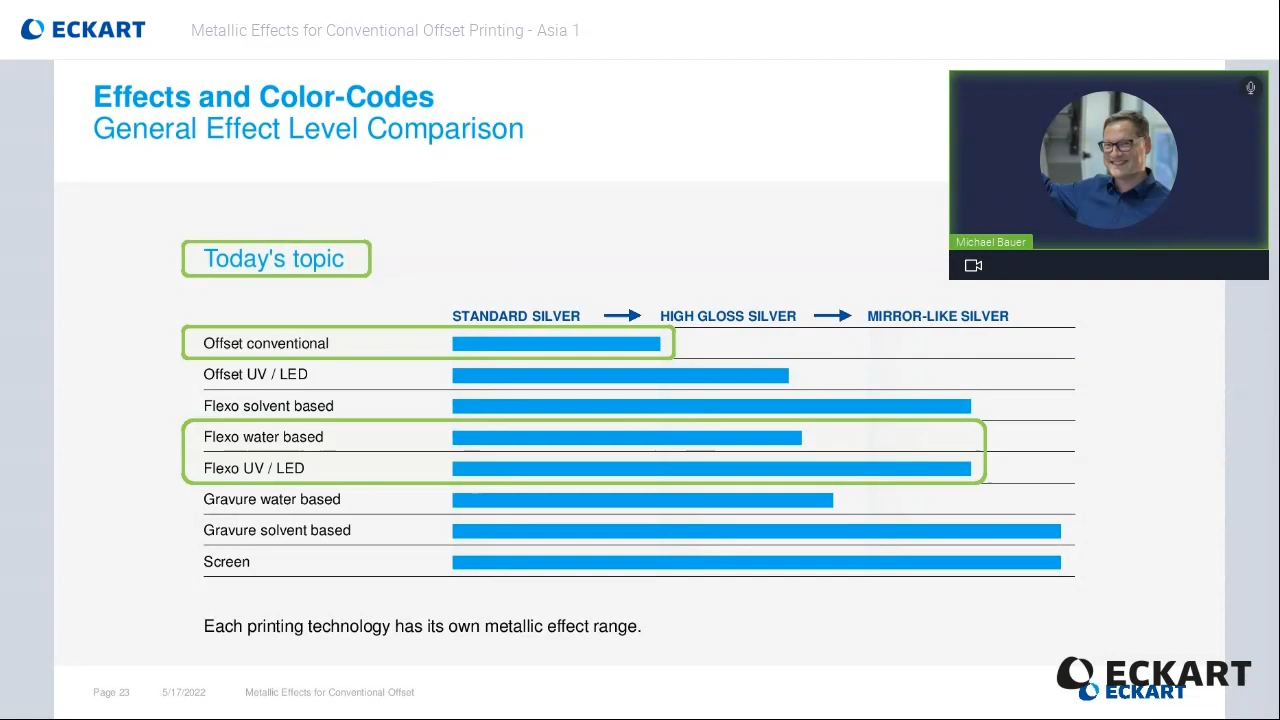 ECKART
Metallic Effects for Conventional Offset Printing - Asia 1
Effects and Color-Codes
General Effect Level Comparison
Michael Bauer
Today's topic
STANDARD SILVER HIGH GLOSS SILVER MIRROR-LIKE SILVER
Offset conventional
Offset UV / LED
Flexo solvent based
Flexo water based
Flexo UV / LED
Gravure water based
Gravure solvent based
Screen
Each printing technology has its own metallic effect range.
ECKART
ECKART
Page 23 5/17/2022 Metallic Effects for Conventional Offset